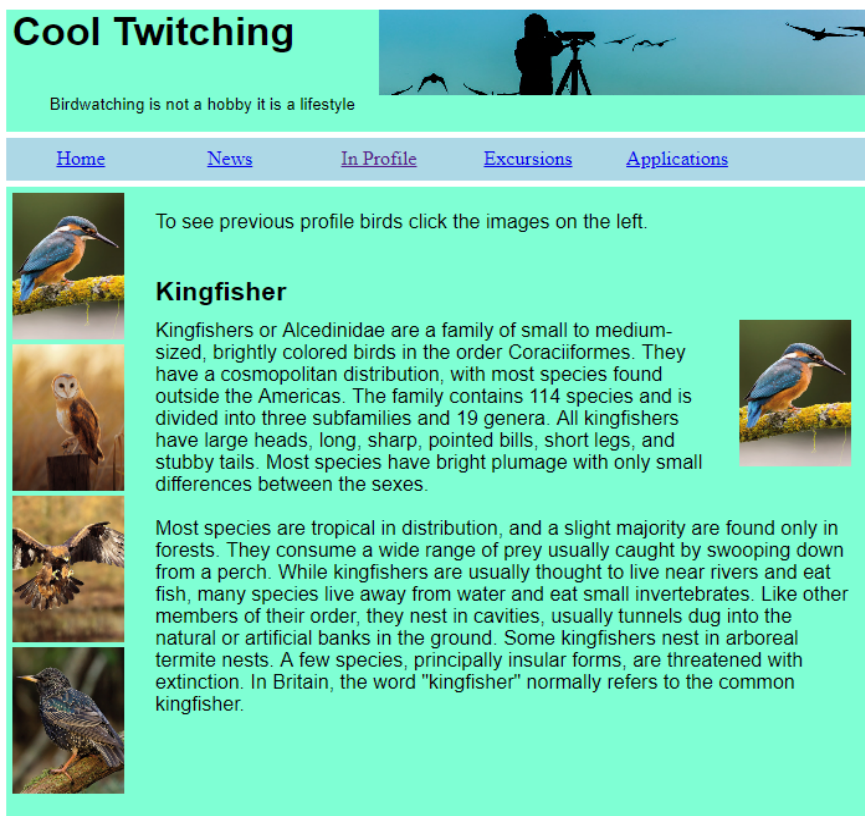 Cool Twitching
Birdwatching is not a hobby it is a lifestyle
Home News In Profile Excursions Applications
To see previous profile birds click the images on the left.
Kingfisher
Kingfishers or Alcedinidae are a family of small to medium-
sized, brightly colored birds in the order Coraciiformes. They
have a cosmopolitan distribution, with most species found
outside the Americas. The family contains 114 species and is
divided into three subfamilies and 19 genera. All kingfishers
have large heads, long, sharp, pointed bills, short legs, and
stubby tails. Most species have bright plumage with only small
differences between the sexes.
Most species are tropical in distribution, and a slight majority are found only in
forests. They consume a wide range of prey usually caught by swooping down
from a perch. While kingfishers are usually thought to live near rivers and eat
fish, many species live away from water and eat small invertebrates. Like other
members of their order, they nest in cavities, usually tunnels dug into the
natural or artificial banks in the ground. Some kingfishers nest in arboreal
termite nests. A few species, principally insular forms, are threatened with
extinction. In Britain, the word "kingfisher" normally refers to the common
kingfisher.